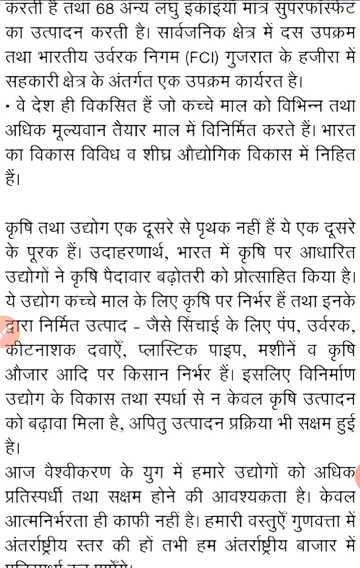 करती है तथा 68 अन्य लघु इकाइयाँ मात्र सुपरफॉस्फेट
का उत्पादन करती है। सार्वजनिक क्षेत्र में दस उपक्रम
तथा भारतीय उर्वरक निगम (FCI) गुजरात के हजीरा में
सहकारी क्षेत्र के अंतर्गत एक उपक्रम कार्यरत है।
• वे देश ही विकसित हैं जो कच्चे माल को विभिन्न तथा
अधिक मूल्यवान तैयार माल में विनिर्मित करते हैं। भारत
का विकास विविध व शीघ्र औद्योगिक विकास में निहित
हैं।
कृषि तथा उद्योग एक दूसरे से पृथक नहीं हैं ये एक दूसरे
के पूरक हैं। उदाहरणार्थ, भारत में कृषि पर आधारित
उद्योगों ने कृषि पैदावार बढ़ोतरी को प्रोत्साहित किया है।
ये उद्योग कच्चे माल के लिए कृषि पर निर्भर हैं तथा इनके
द्वारा निर्मित उत्पाद - जैसे सिंचाई के लिए पंप, उर्वरक,
कीटनाशक दवाएँ, प्लास्टिक पाइप, मशीनें व कृषि
औजार आदि पर किसान निर्भर हैं। इसलिए विनिर्माण
उद्योग के विकास तथा स्पर्धा से न केवल कृषि उत्पादन
को बढ़ावा मिला है, अपितु उत्पादन प्रक्रिया भी सक्षम हुई
है।
आज वैश्वीकरण के युग में हमारे उद्योगों को अधिक
प्रतिस्पर्धी तथा सक्षम होने की आवश्यकता है। केवल
आत्मनिर्भरता ही काफी नहीं है। हमारी वस्तुएँ गुणवत्ता में
अंतर्राष्ट्रीय स्तर की हों तभी हम अंतर्राष्ट्रीय बाजार में